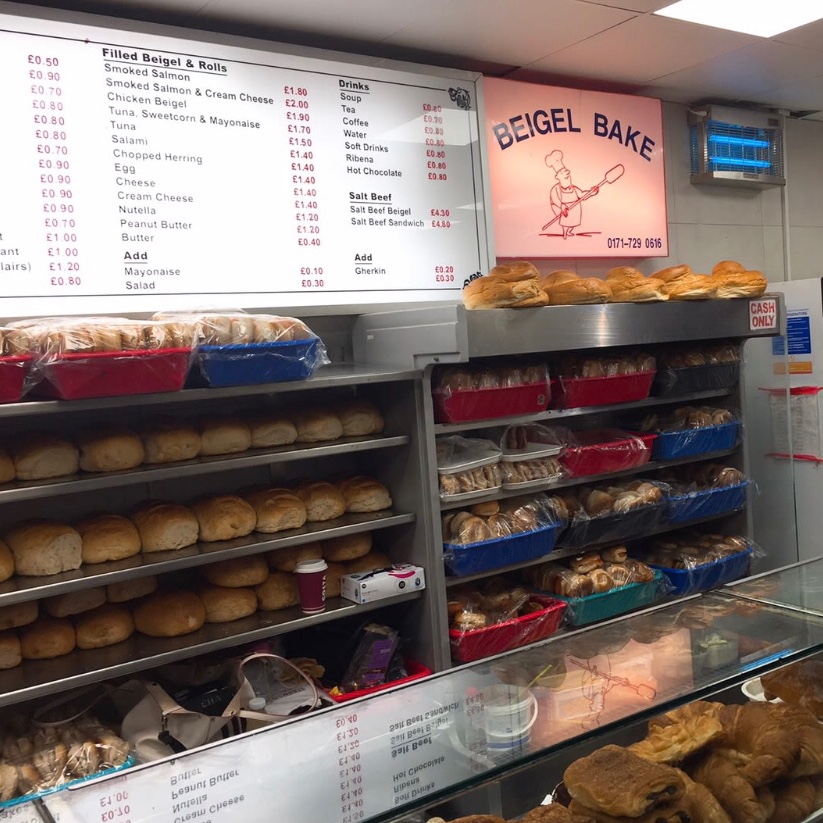 £0.50
£0.90
£0.70
£0.80
£0.80
£0.80
£0.70
£0.90
£0.90
£0.90
£0.90
£0.70
£1.00
ant £1.00
lairs) £1.20
£0.80
Filled Beigel & Rolls
Smoked Salmon £1.80
Smoked Salmon & Cream Cheese £2.00
Chicken Beigel £1.90
Tuna, Sweetcorn & Mayonaise £1.70
Tuna £1.50
Salami £1.40
Chopped Herring £1.40
Egg £1.40
Cheese £1.40
Cream Cheese £1.40
Nutella £1.20
Peanut Butter £1.20
Butter £0.40
Add
Mayonaise £0.10
Salad £0.30
Drinks
Soup £0.80
Tea £0.80
Coffee £0.80
Water £0.80
Soft Drinks £0.80
Ribena £0.80
Hot Chocolate
Salt Beef
Salt Beef Beigel £4.30
Salt Beef Sandwich £4.60
Add
Gherkin £0.20
£0.30
BEIGEL BAKE
0171-729 0616
CASH
ONLY